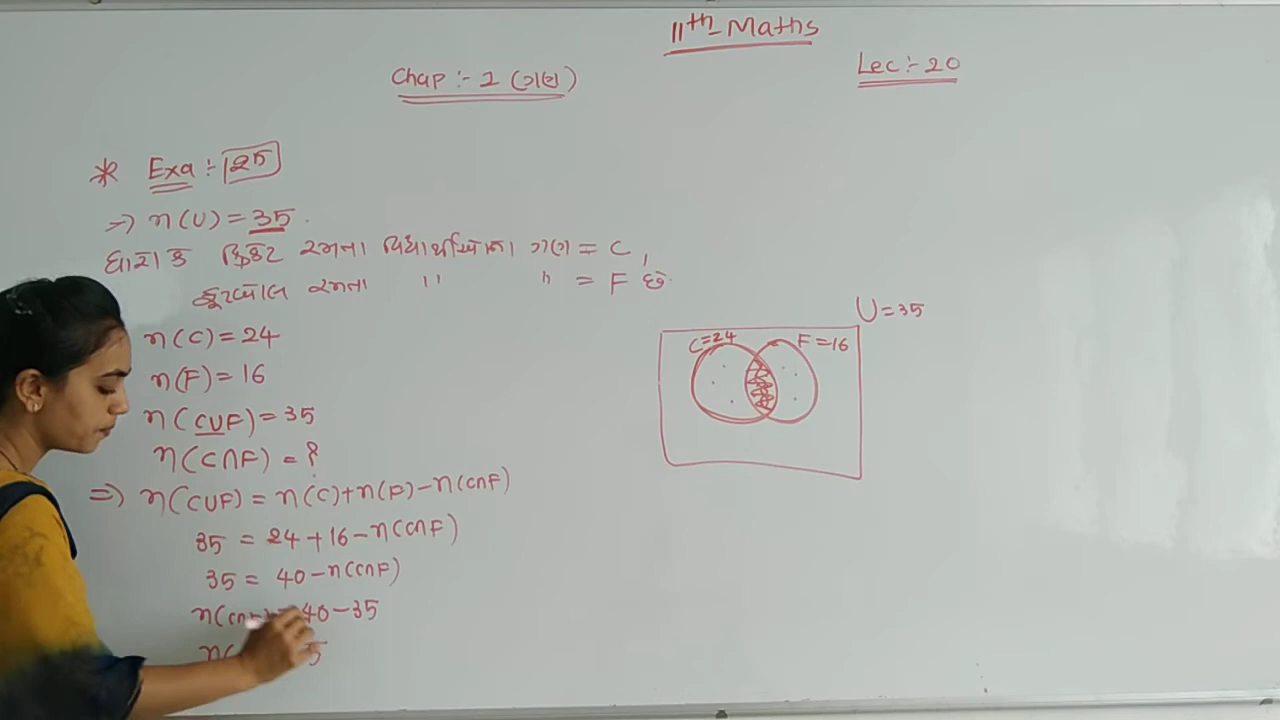 11th Maths
Chap :- 1 (ગણ)
Lec :- 20
* Exa :- 25
=> n(U) = 35.
ધારો કે ક્રિકેટ રમતા વિદ્યાર્થીઓના ગણ = C,
ફૂટબોલ રમતા " " = F છે.
n(C) = 24
n(F) = 16
n(C∪F) = 35
n(C∩F) = ?
=> n(C∪F) = n(C)+n(F)-n(C∩F)
35 = 24+16-n(C∩F)
35 = 40-n(C∩F)
40-35
5
U = 35
C=24 F=16